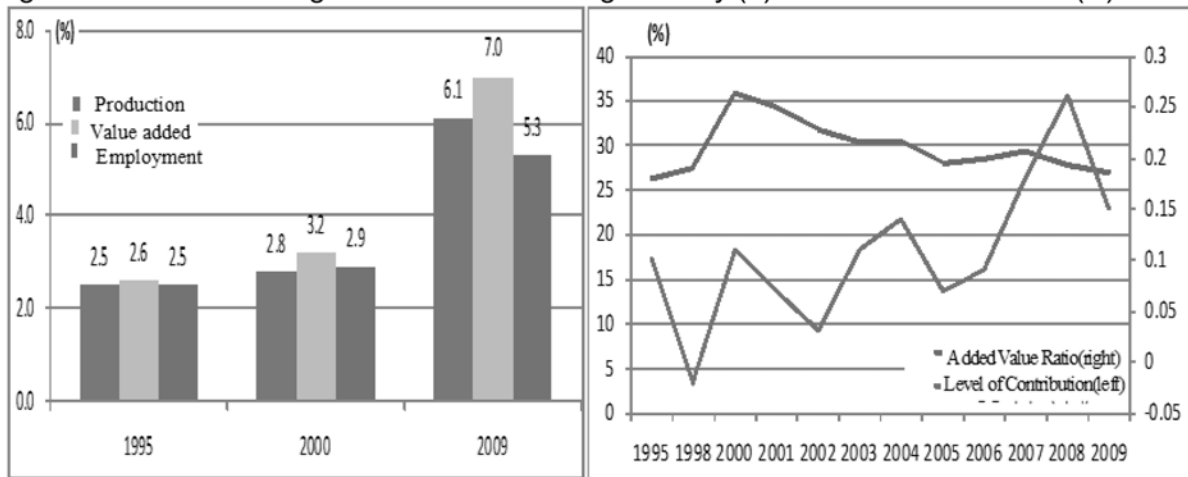 (%)
8.0
6.0
4.0
2.0
0.0
Production
Value added
Employment
2.5 2.6 2.5
2.8 3.2 2.9
6.1 7.0 5.3
1995 2000 2009
(%)
40
35
30
25
20
15
10
5
0
0.3
0.25
0.2
0.15
0.1
0.05
0
-0.05
Added Value Ratio(right)
Level of Contribution(left)
1995 1998 2000 2001 2002 2003 2004 2005 2006 2007 2008 2009